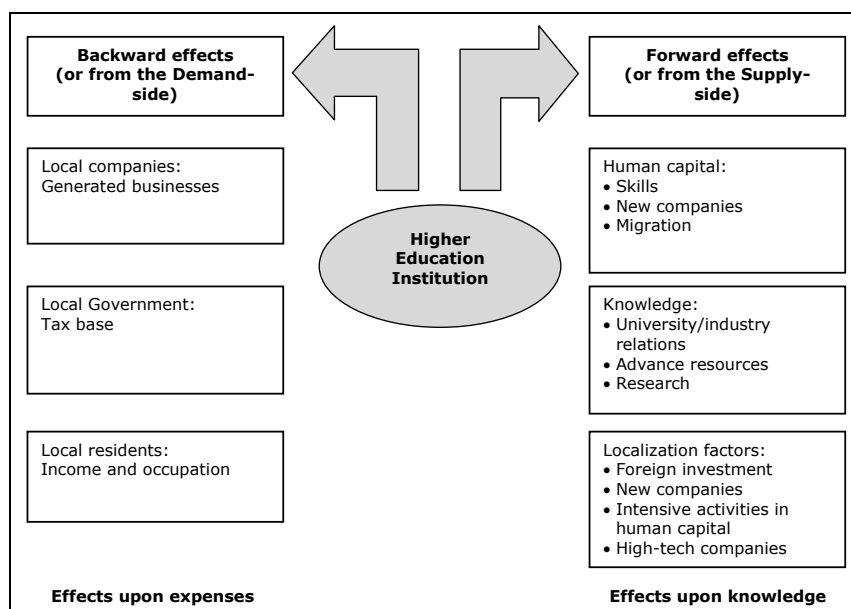 Backward effects
(or from the Demand-
side)
Local companies:
Generated businesses
Local Government:
Tax base
Local residents:
Income and occupation
Effects upon expenses
Higher
Education
Institution
Forward effects
(or from the Supply-
side)
Human capital:
• Skills
• New companies
• Migration
Knowledge:
• University/industry
relations
• Advance resources
• Research
Localization factors:
• Foreign investment
• New companies
• Intensive activities in
human capital
• High-tech companies
Effects upon knowledge